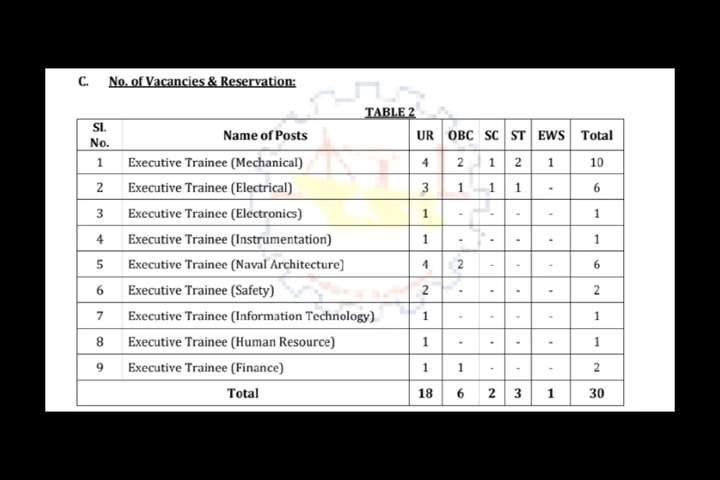 C. No. of Vacancies & Reservation:
TABLE 2
Sl. No. Name of Posts UR OBC SC ST EWS Total
1 Executive Trainee (Mechanical) 4 2 1 2 1 10
2 Executive Trainee (Electrical) 3 1 1 1 - 6
3 Executive Trainee (Electronics) 1 - - - - 1
4 Executive Trainee (Instrumentation) 1 - - - - 1
5 Executive Trainee (Naval Architecture) 4 2 - - - 6
6 Executive Trainee (Safety) 2 - - - - 2
7 Executive Trainee (Information Technology) 1 - - - - 1
8 Executive Trainee (Human Resource) 1 - - - - 1
9 Executive Trainee (Finance) 1 1 - - - 2
Total 18 6 2 3 1 30